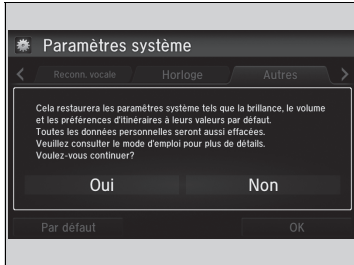 Paramètres système
Reconn. vocale
Horloge
Autres
Cela restaurera les paramètres système tels que la brillance, le volume
et les préférences d'itinéraires à leurs valeurs par défaut.
Toutes les données personnelles seront aussi effacées.
Veuillez consulter le mode d'emploi pour plus de détails.
Voulez-vous continuer?
Oui
Non
Par défaut
OK